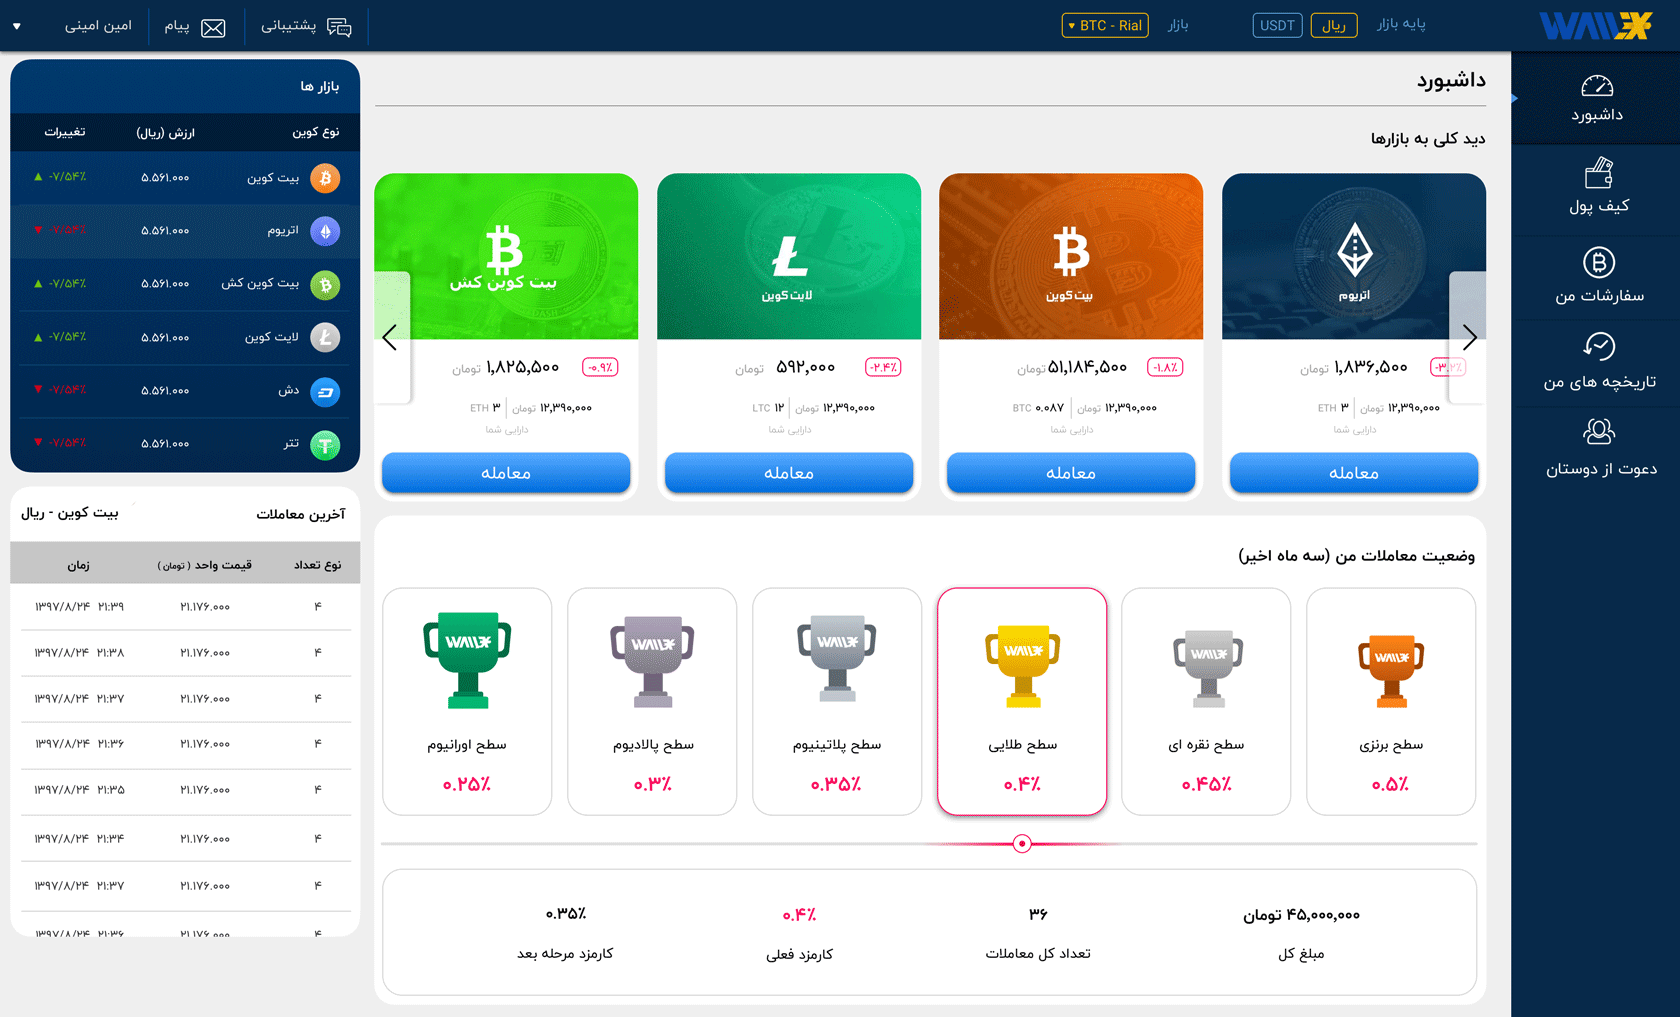 WALLEX
پایه بازار
ریال
USDT
بازار
BTC - Rial
پشتیبانی
پیام
امین امینی
داشبورد
کیف پول
سفارشات من
تاریخچه های من
دعوت از دوستان
داشبورد
دید کلی به بازارها
اتریوم
۱,۸۳۶,۵۰۰ تومان
۱۲,۳۹۰,۰۰۰ تومان
۳ ETH
دارایی شما
معامله
بیت‌کوین
-۱.۸٪
۵۱,۱۸۴,۵۰۰ تومان
۱۲,۳۹۰,۰۰۰ تومان
۰.۰۸۷ BTC
دارایی شما
معامله
لایت کوین
-۲.۴٪
۵۹۲,۰۰۰ تومان
۱۲,۳۹۰,۰۰۰ تومان
۱۲ LTC
دارایی شما
معامله
بیت کوین کش
-۰.۹٪
۱,۸۲۵,۵۰۰ تومان
۱۲,۳۹۰,۰۰۰ تومان
۳ ETH
دارایی شما
معامله
وضعیت معاملات من (سه ماه اخیر)
WALLEX
سطح برنزی
۰.۵٪
WALLEX
سطح نقره ای
۰.۴۵٪
WALLEX
سطح طلایی
۰.۴٪
WALLEX
سطح پلاتینیوم
۰.۳۵٪
WALLEX
سطح پالادیوم
۰.۳٪
WALLEX
سطح اورانیوم
۰.۲۵٪
۴۵,۰۰۰,۰۰۰ تومان
مبلغ کل
۳۶
تعداد کل معاملات
۰.۴٪
کارمزد فعلی
۰.۳۵٪
کارمزد مرحله بعد
بازار ها
نوع کوین ارزش (ریال) تغییرات
بیت کوین ۵.۵۶۱.۰۰۰ -۷/۵۴٪
اتریوم ۵.۵۶۱.۰۰۰ -۷/۵۴٪
بیت کوین کش ۵.۵۶۱.۰۰۰ -۷/۵۴٪
لایت کوین ۵.۵۶۱.۰۰۰ -۷/۵۴٪
دش ۵.۵۶۱.۰۰۰ -۷/۵۴٪
تتر ۵.۵۶۱.۰۰۰ -۷/۵۴٪
آخرین معاملات بیت کوین - ریال
نوع تعداد قیمت واحد (تومان) زمان
۴ ۲۱.۱۷۶.۰۰۰ ۲۱:۳۹ ۱۳۹۷/۸/۲۴
۴ ۲۱.۱۷۶.۰۰۰ ۲۱:۳۸ ۱۳۹۷/۸/۲۴
۴ ۲۱.۱۷۶.۰۰۰ ۲۱:۳۷ ۱۳۹۷/۸/۲۴
۴ ۲۱.۱۷۶.۰۰۰ ۲۱:۳۶ ۱۳۹۷/۸/۲۴
۴ ۲۱.۱۷۶.۰۰۰ ۲۱:۳۵ ۱۳۹۷/۸/۲۴
۴ ۲۱.۱۷۶.۰۰۰ ۲۱:۳۴ ۱۳۹۷/۸/۲۴
۴ ۲۱.۱۷۶.۰۰۰ ۲۱:۳۷ ۱۳۹۷/۸/۲۴
۴ ۲۱.۱۷۶.۰۰۰ ۲۱:۳۶ ۱۳۹۷/۸/۲۴